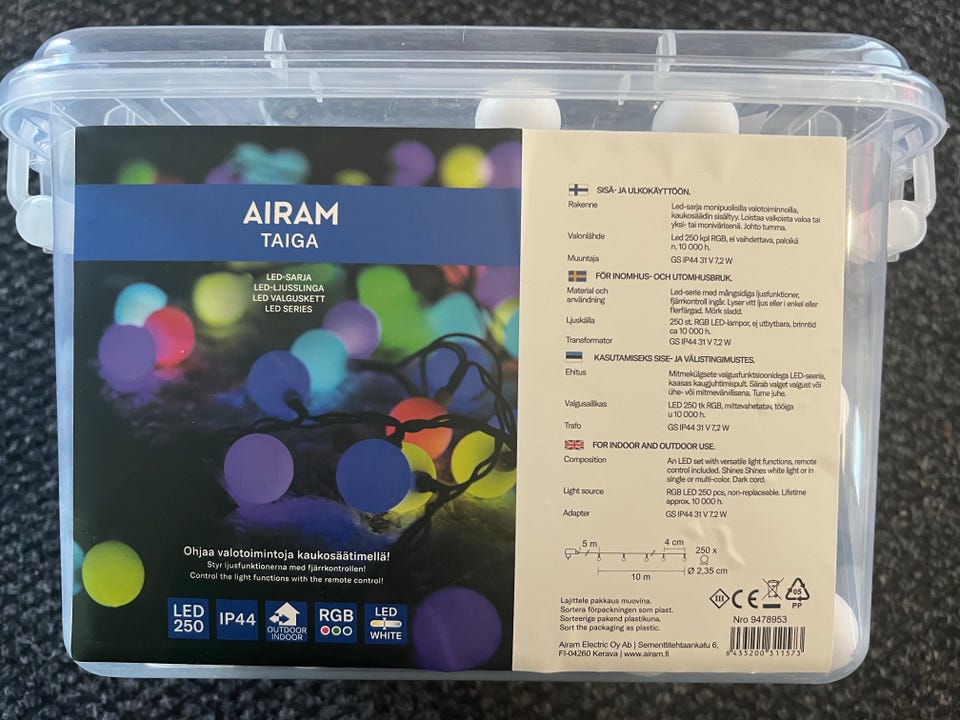 AIRAM
TAIGA
LED-SARJA
LED-LJUSSLINGA
LED VALGUSKETT
LED SERIES
Ohjaa valotoimintoja kaukosäätimellä!
Styr ljusfunktionerna med fjärrkontrollen!
Control the light functions with the remote control!
LED
250
IP44
OUTDOOR
INDOOR
RGB
LED
WHITE
SISÄ- JA ULKOKÄYTTÖÖN.
Rakenne
Led-sarja monipuolisilla valotoiminnoilla,
kaukosäädin sisältyy. Loistaa valkoista valoa tai
yksi- tai monivärisenä. Johto tumma.
Valonlähde
Led 250 kpl RGB, ei vaihdettava, paloikä
n. 10 000 h.
Muuntaja
GS IP44 31 V 7,2 W
FÖR INOMHUS- OCH UTOMHUSBRUK.
Material och
användning
Led-serie med mångsidiga ljusfunktioner,
fjärrkontroll ingår. Lyser vitt ljus eller i enkel eller
flerfärgad. Mörk sladd.
Ljuskälla
250 st. RGB LED-lampor, ej utbytbara, brinntid
ca 10 000 h.
Transformator
GS IP44 31 V 7,2 W
KASUTAMISEKS SISE- JA VÄLISTINGIMUSTES.
Ehitus
Mitmekülgsete valgusfunktsioonidega LED-seeria,
kaasas kaugjuhtimispult. Särab valget valgust või
ühe- või mitmevärvilisena. Tume juhe.
Valgusallikas
LED 250 tk RGB, mittevahetatav, tööiga
u 10 000 h.
Trafo
GS IP44 31 V 7,2 W
FOR INDOOR AND OUTDOOR USE.
Composition
An LED set with versatile light functions, remote
control included. Shines Shines white light or in
single or multi-color. Dark cord.
Light source
RGB LED 250 pcs, non-replaceable. Lifetime
approx. 10 000 h.
Adapter
GS IP44 31 V 7,2 W
5 m
4 cm
250 x
10 m
Ø 2,35 cm
Lajittele pakkaus muovina.
Sortera förpackningen som plast.
Sorteerige pakend plastikuna.
Sort the packaging as plastic.
Airam Electric Oy Ab | Sementtitehtaankatu 6,
FI-04260 Kerava | www.airam.fi
III
CE
05
PP
Nro 9478953
6 435200 311573